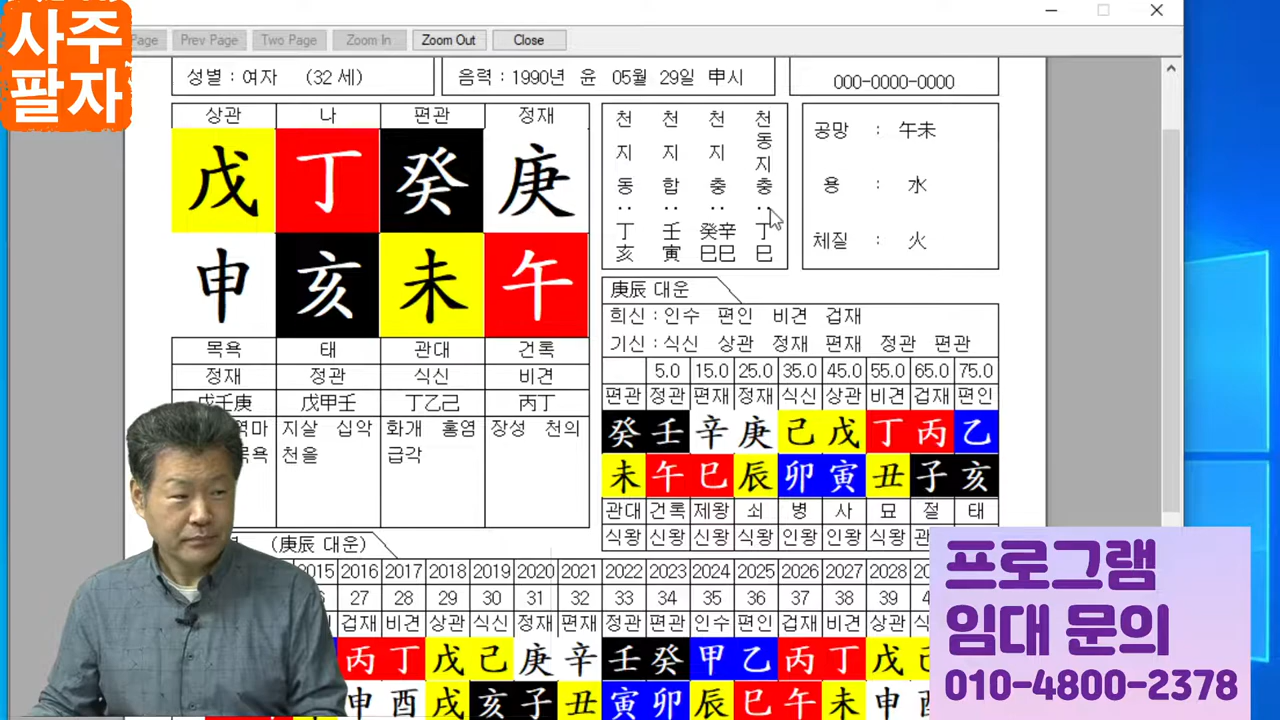 사주
팔자
Page Prev Page Two Page Zoom In Zoom Out Close
성별 : 여자 (32 세) 음력 : 1990년 윤 05월 29일 申시 000-0000-0000
상관 나 편관 정재
戊 丁 癸 庚
申 亥 未 午
목욕 태 관대 건록
정재 정관 식신 비견
戊壬庚 戊甲壬 丁乙己 丙丁
역마 지살 십악 화개 홍염 장성 천의
목욕 천을 급각
천 천 천 천
동
지 지 지 지
동 합 충 충
: : : :
丁 壬 癸辛 丁
亥 寅 巳巳 巳
공망 : 午未
용 : 水
체질 : 火
庚辰 대운
희신 : 인수 편인 비견 겁재
기신 : 식신 상관 정재 편재 정관 편관
5.0 15.0 25.0 35.0 45.0 55.0 65.0 75.0
편관 정관 편재 정재 식신 상관 비견 겁재 편인
癸 壬 辛 庚 己 戊 丁 丙 乙
未 午 巳 辰 卯 寅 丑 子 亥
관대 건록 제왕 쇠 병 사 묘 절 태
식왕 신왕 신왕 식왕 인왕 인왕 식왕 관
(庚辰 대운)
2015 2016 2017 2018 2019 2020 2021 2022 2023 2024 2025 2026 2027 2028
27 28 29 30 31 32 33 34 35 36 37 38 39
겁재 비견 상관 식신 정재 편재 정관 편관 인수 편인 겁재 비견 상관
丙 丁 戊 己 庚 辛 壬 癸 甲 乙 丙 丁 戊
申 酉 戌 亥 子 丑 寅 卯 辰 巳 午 未 申
프로그램
임대 문의
010-4800-2378